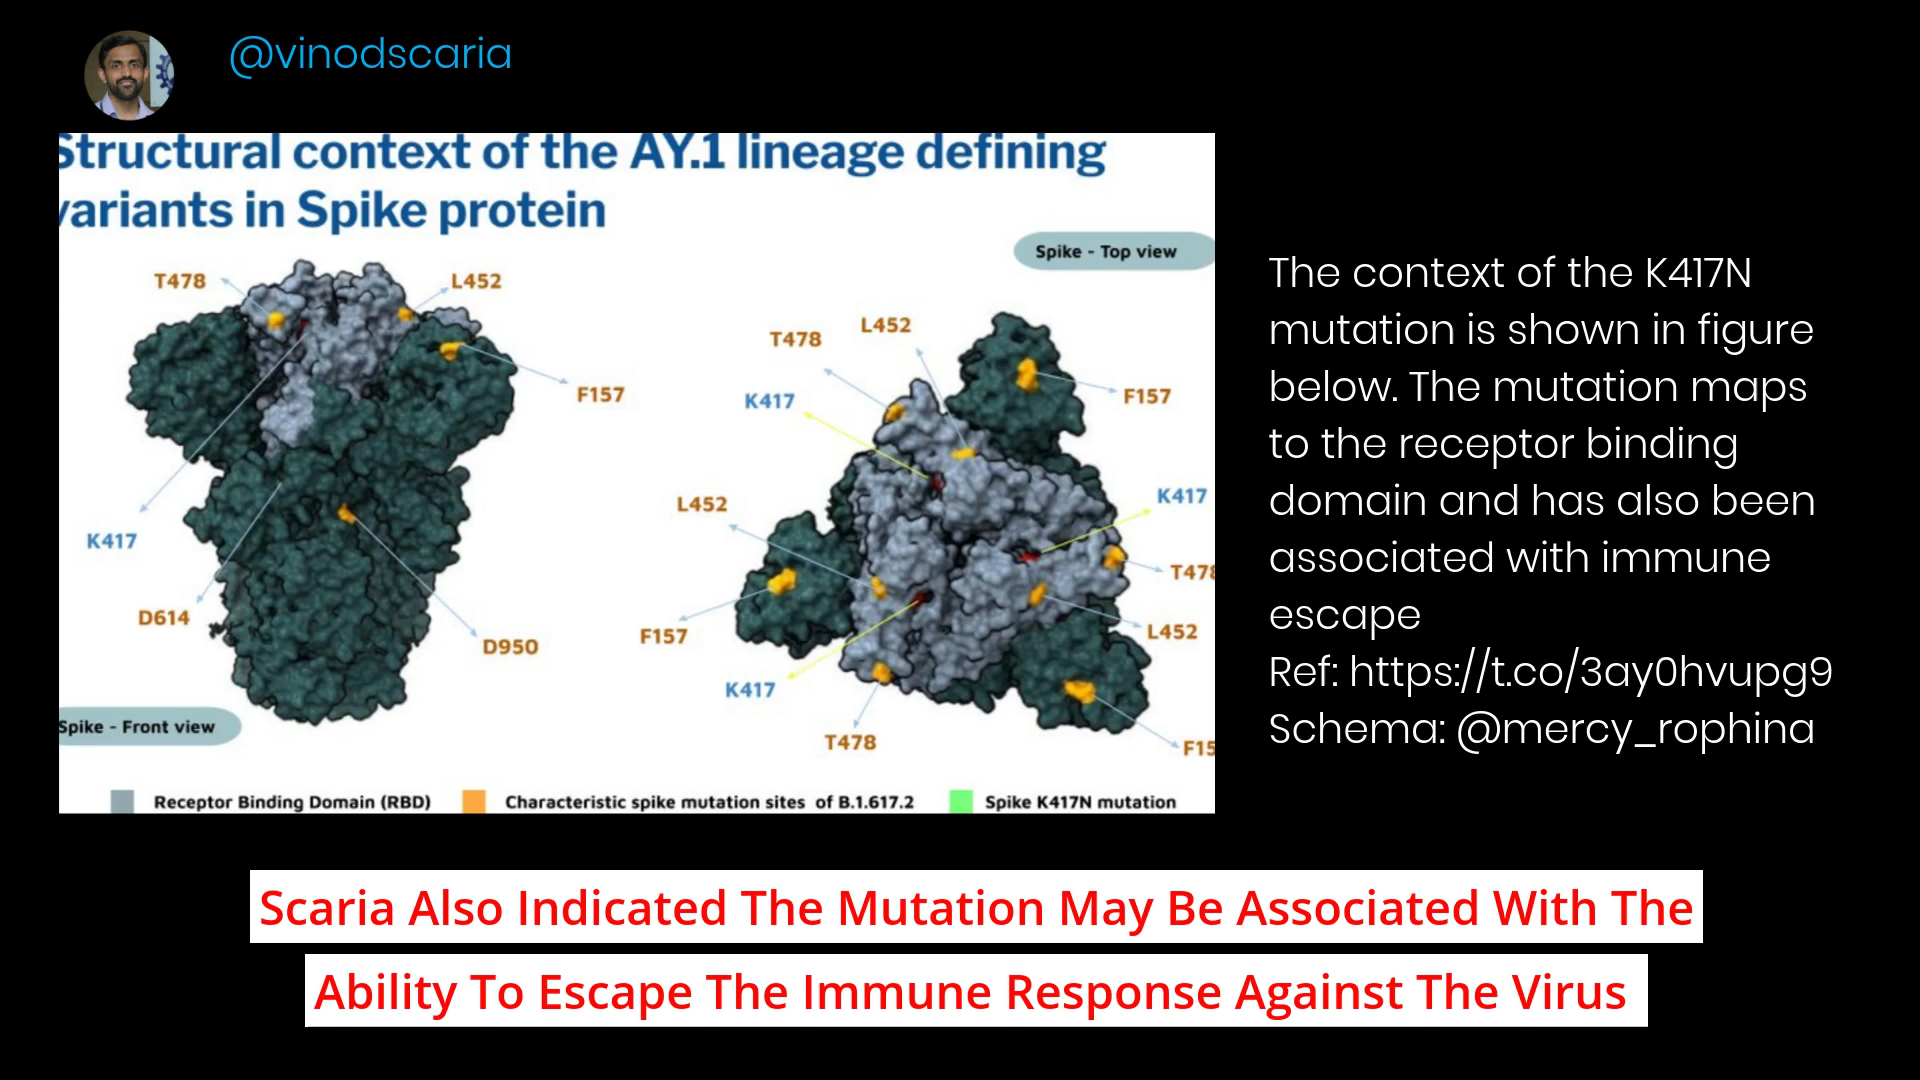 @vinodscaria
Structural context of the AY.1 lineage defining
variants in Spike protein
Spike - Top view
T478
L452
F157
K417
D614
D950
Spike - Front view
T478
L452
K417
F157
K417
L452
T478
F157
L452
K417
T478
F15
Receptor Binding Domain (RBD)
Characteristic spike mutation sites of B.1.617.2
Spike K417N mutation
The context of the K417N
mutation is shown in figure
below. The mutation maps
to the receptor binding
domain and has also been
associated with immune
escape
Ref: https://t.co/3ay0hvupg9
Schema: @mercy_rophina
Scaria Also Indicated The Mutation May Be Associated With The
Ability To Escape The Immune Response Against The Virus